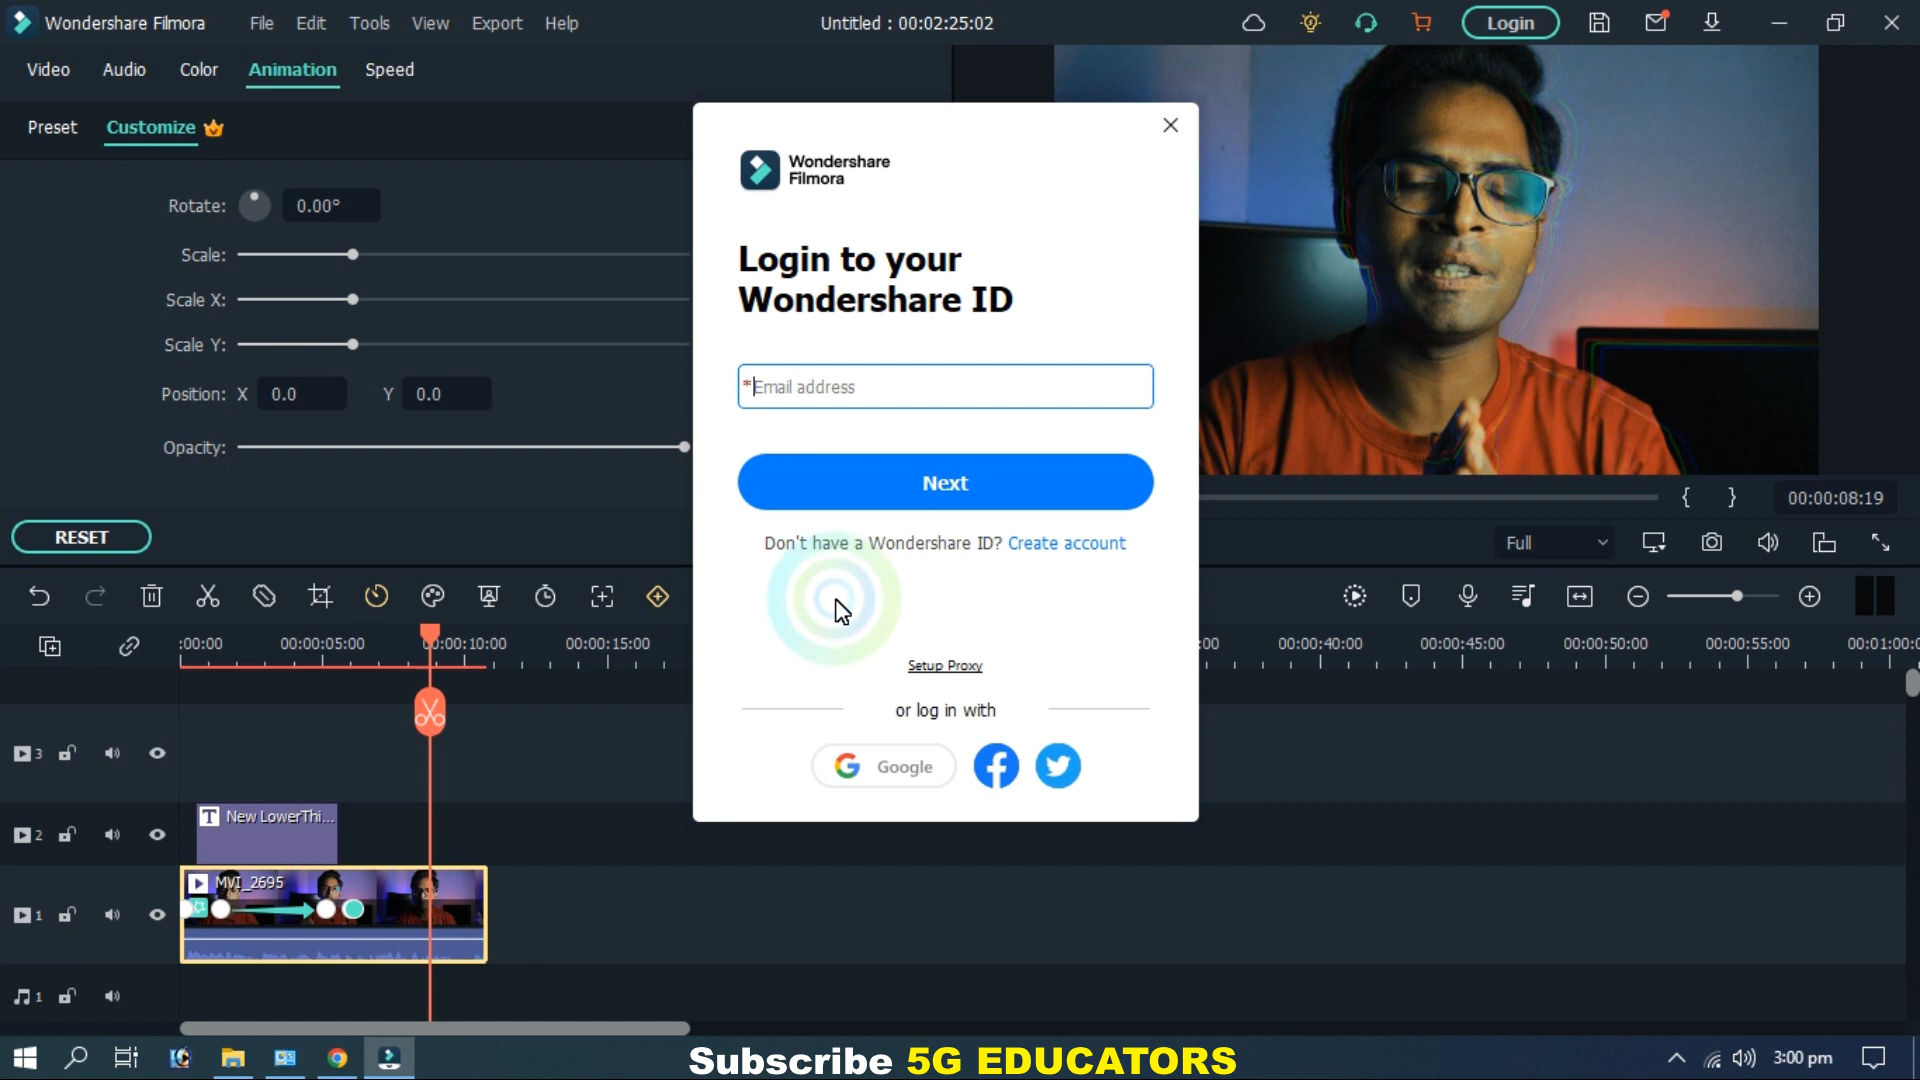 Wondershare Filmora
File
Edit
Tools
View
Export
Help
Untitled : 00:02:25:02
Login
Video
Audio
Color
Animation
Speed
Preset
Customize
Rotate:
0.00°
Scale:
Scale X:
Scale Y:
Position:
X
0.0
Y
0.0
Opacity:
RESET
Wondershare
Filmora
Login to your
Wondershare ID
*Email address
Next
Don't have a Wondershare ID? Create account
Setup Proxy
or log in with
Google
{ }
00:00:08:19
Full
:00:00
00:00:05:00
00:00:10:00
00:00:15:00
:00
00:00:40:00
00:00:45:00
00:00:50:00
00:00:55:00
00:01:00:0
3
2
T New LowerThi...
MVI_2695
1
1
Subscribe 5G EDUCATORS
3:00 pm